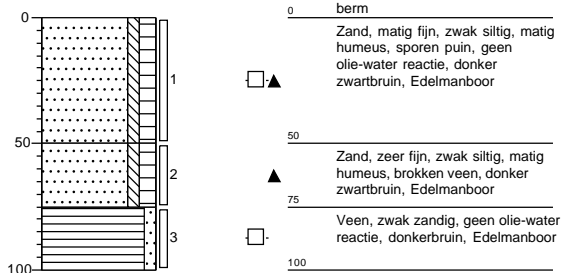 0
0
berm
Zand, matig fijn, zwak siltig, matig
humeus, sporen puin, geen
olie-water reactie, donker
zwartbruin, Edelmanboor
1
50
50
Zand, zeer fijn, zwak siltig, matig
humeus, brokken veen, donker
zwartbruin, Edelmanboor
2
75
Veen, zwak zandig, geen olie-water
reactie, donkerbruin, Edelmanboor
3
100
100